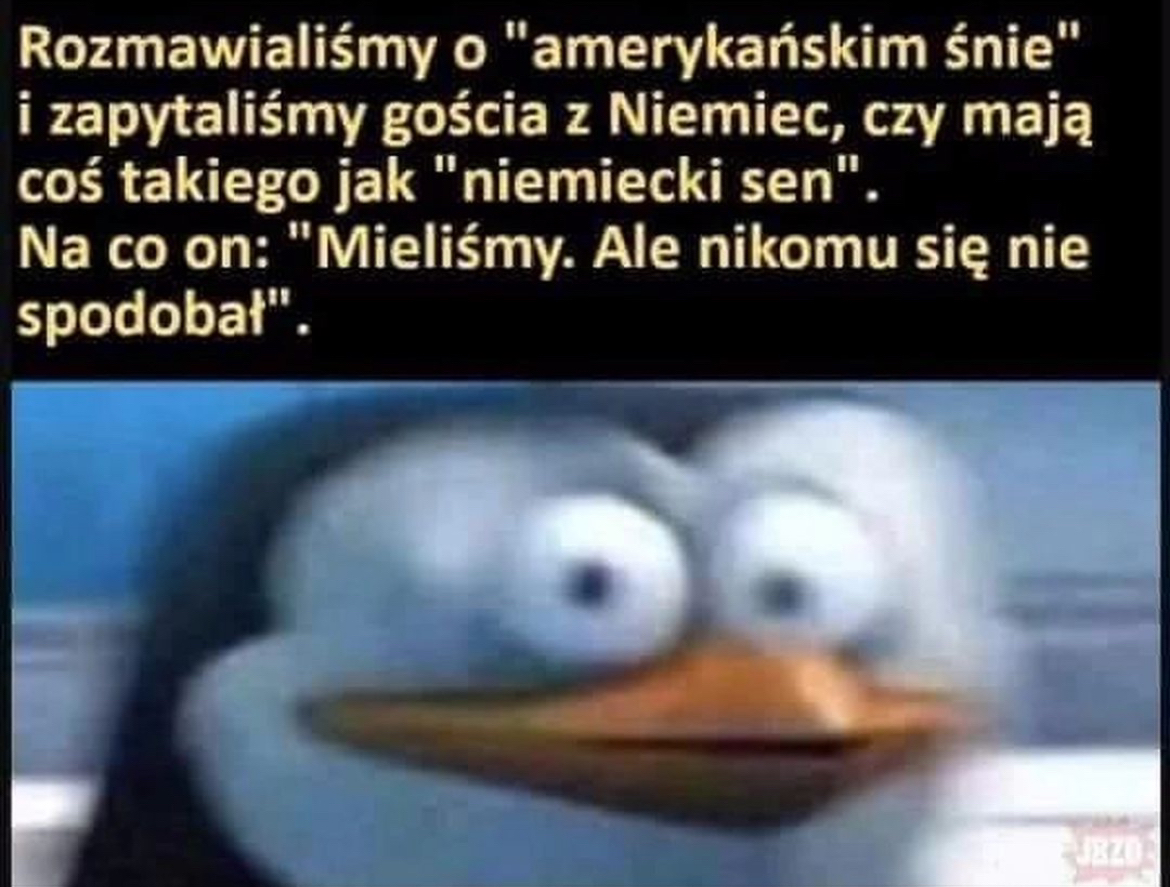 Rozmawialiśmy o "amerykańskim śnie"
i zapytaliśmy gościa z Niemiec, czy mają
coś takiego jak "niemiecki sen".
Na co on: "Mieliśmy. Ale nikomu się nie
spodobał".
JBZD